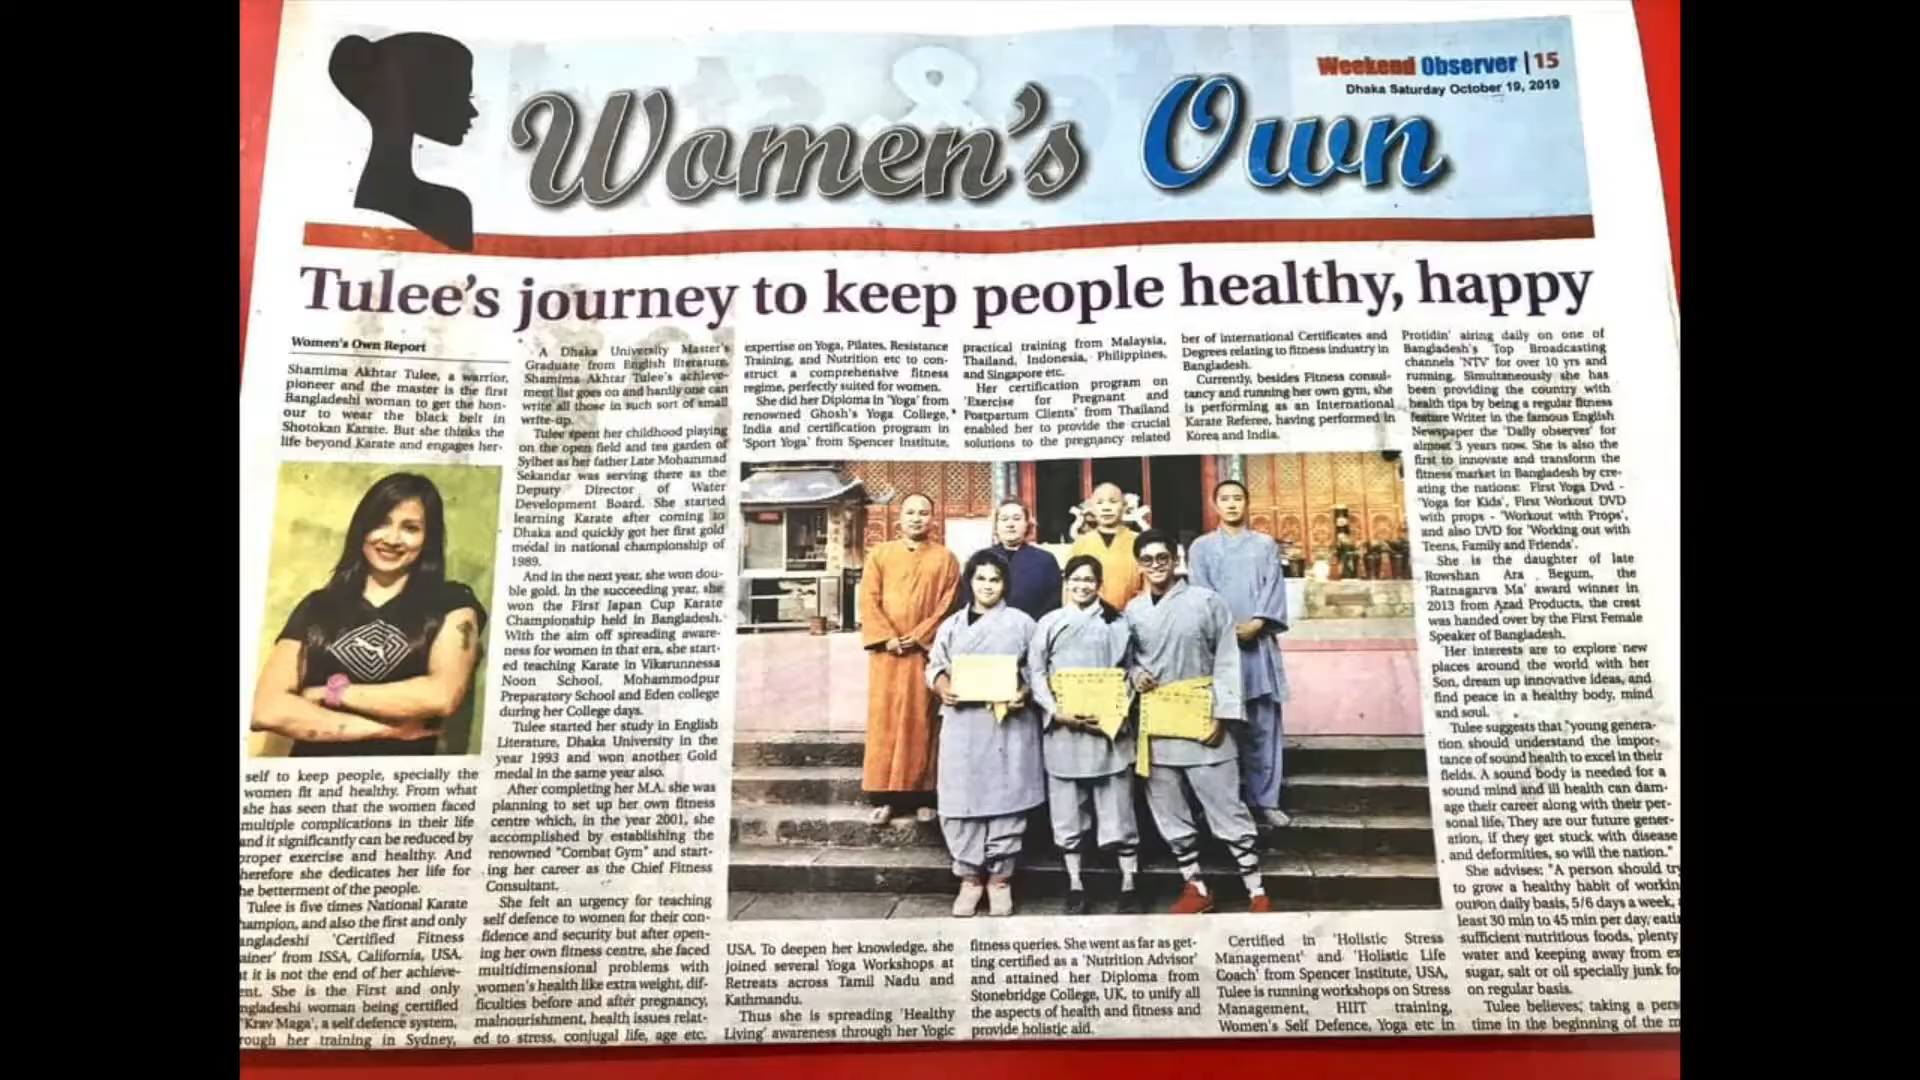 Weekend Observer | 15
Dhaka Saturday October 19, 2019
Women's Own
Tulee's journey to keep people healthy, happy
Women's Own Report
Shamima Akhtar Tulee, a warrior,
pioneer and the master is the first
Bangladeshi woman to get the hon-
our to wear the black belt in
Shotokan Karate. But she thinks the
life beyond Karate and engages her-
self to keep people, specially the
women fit and healthy. From what
she has seen that the women faced
multiple complications in their life
and it significantly can be reduced by
proper exercise and healthy. And
herefore she dedicates her life for
he betterment of the people.
Tulee is five times National Karate
hampion, and also the first and only
angladeshi 'Certified Fitness
ainer' from ISSA, California, USA.
t it is not the end of her achieve-
ent. She is the First and only
ngladeshi woman being certified
'Krav Maga', a self defence system,
rough her training in Sydney,
A Dhaka University Master's
Graduate from English literature,
Shamima Akhtar Tulee's achieve-
ment list goes on and hardly one can
write all those in such sort of small
write-up.
Tulee spent her childhood playing
on the open field and tea garden of
Sylhet as her father Late Mohammad
Sekandar was serving there as the
Deputy Director of Water
Development Board. She started
learning Karate after coming to
Dhaka and quickly got her first gold
medal in national championship of
1989.
And in the next year, she won dou-
ble gold. In the succeeding year, she
won the First Japan Cup Karate
Championship held in Bangladesh.
With the aim off spreading aware-
ness for women in that era, she start-
ed teaching Karate in Vikarunnessa
Noon School, Mohammodpur
Preparatory School and Eden college
during her College days.
Tulee started her study in English
Literature, Dhaka University in the
year 1993 and won another Gold
medal in the same year also.
After completing her M.A. she was
planning to set up her own fitness
centre which, in the year 2001, she
accomplished by establishing the
renowned "Combat Gym" and start-
ing her career as the Chief Fitness
Consultant.
She felt an urgency for teaching
self defence to women for their con-
fidence and security but after open-
ing her own fitness centre, she faced
multidimensional problems with
women's health like extra weight, dif-
ficulties before and after pregnancy,
malnourishment, health issues relat-
ed to stress, conjugal life, age etc.
expertise on Yoga, Pilates, Resistance
Training, and Nutrition etc to con-
struct a comprehensive fitness
regime, perfectly suited for women.
She did her Diploma in 'Yoga' from
renowned Ghosh's Yoga College,
India and certification program in
'Sport Yoga' from Spencer Institute,
USA. To deepen her knowledge, she
joined several Yoga Workshops at
Retreats across Tamil Nadu and
Kathmandu.
Thus she is spreading 'Healthy
Living' awareness through her Yogic
practical training from Malaysia,
Thailand, Indonesia, Philippines,
and Singapore etc.
Her certification program on
'Exercise for Pregnant and
Postpartum Clients' from Thailand
enabled her to provide the crucial
solutions to the pregnancy related
fitness queries. She went as far as get-
ting certified as a 'Nutrition Advisor'
and attained her Diploma from
Stonebridge College, UK, to unify all
the aspects of health and fitness and
provide holistic aid.
ber of international Certificates and
Degrees relating to fitness industry in
Bangladesh.
Currently, besides Fitness consul-
tancy and running her own gym, she
is performing as an International
Karate Referee, having performed in
Korea and India.
Certified in 'Holistic Stress
Management' and 'Holistic Life
Coach' from Spencer Institute, USA,
Tulee is running workshops on Stress
Management, HIIT training,
Women's Self Defence, Yoga etc in
Protidin' airing daily on one of
Bangladesh's Top Broadcasting
channels 'NTV' for over 10 yrs and
running. Simultaneously she has
been providing the country with
health tips by being a regular fitness
feature Writer in the famous English
Newspaper the 'Daily observer' for
almost 3 years now. She is also the
first to innovate and transform the
fitness market in Bangladesh by cre-
ating the nations: First Yoga Dvd -
'Yoga for Kids', First Workout DVD
with props - 'Workout with Props',
and also DVD for 'Working out with
Teens, Family and Friends'.
She is the daughter of late
Rowshan Ara Begum, the
'Ratnagarva Ma' award winner in
2013 from Azad Products, the crest
was handed over by the First Female
Speaker of Bangladesh.
Her interests are to explore new
places around the world with her
Son, dream up innovative ideas, and
find peace in a healthy body, mind
and soul.
Tulee suggests that "young genera-
tion should understand the impor-
tance of sound health to excel in their
fields. A sound body is needed for a
sound mind and ill health can dam-
age their career along with their per-
sonal life, They are our future gener-
ation, if they get stuck with disease
and deformities, so will the nation."
She advises: "A person should try
to grow a healthy habit of workin
out on daily basis, 5/6 days a week,
least 30 min to 45 min per day, eati
sufficient nutritious foods, plenty
water and keeping away from ex
sugar, salt or oil specially junk fo
on regular basis.
Tulee believes, taking a pers
time in the beginning of the m